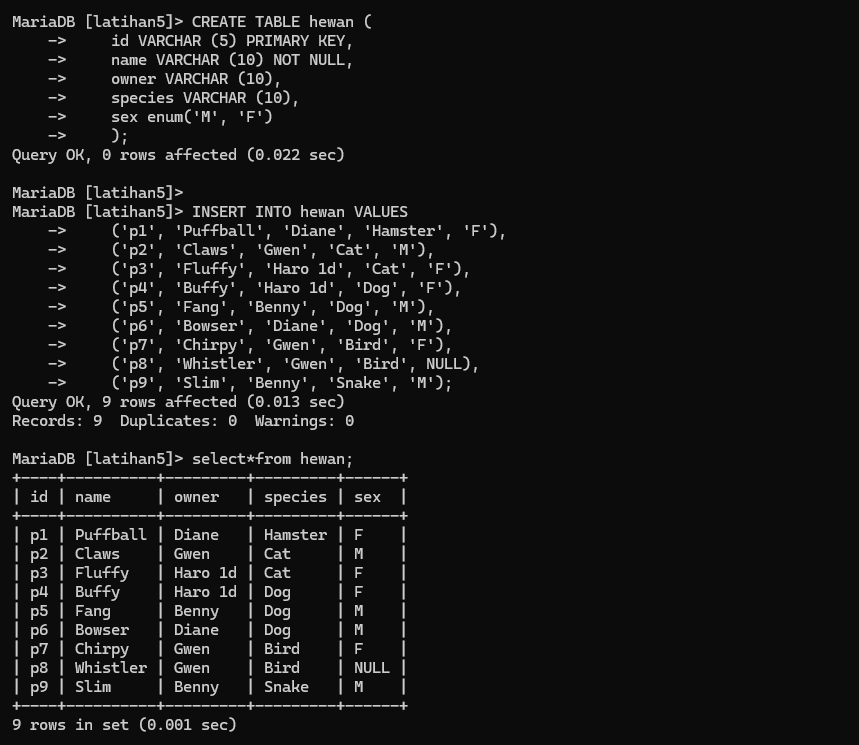 MariaDB [latihan5]> CREATE TABLE hewan (
    ->     id VARCHAR (5) PRIMARY KEY,
    ->     name VARCHAR (10) NOT NULL,
    ->     owner VARCHAR (10),
    ->     species VARCHAR (10),
    ->     sex enum('M', 'F')
    ->     );
Query OK, 0 rows affected (0.022 sec)

MariaDB [latihan5]>
MariaDB [latihan5]> INSERT INTO hewan VALUES
    ->     ('p1', 'Puffball', 'Diane', 'Hamster', 'F'),
    ->     ('p2', 'Claws', 'Gwen', 'Cat', 'M'),
    ->     ('p3', 'Fluffy', 'Haro 1d', 'Cat', 'F'),
    ->     ('p4', 'Buffy', 'Haro 1d', 'Dog', 'F'),
    ->     ('p5', 'Fang', 'Benny', 'Dog', 'M'),
    ->     ('p6', 'Bowser', 'Diane', 'Dog', 'M'),
    ->     ('p7', 'Chirpy', 'Gwen', 'Bird', 'F'),
    ->     ('p8', 'Whistler', 'Gwen', 'Bird', NULL),
    ->     ('p9', 'Slim', 'Benny', 'Snake', 'M');
Query OK, 9 rows affected (0.013 sec)
Records: 9  Duplicates: 0  Warnings: 0

MariaDB [latihan5]> select*from hewan;
+----+----------+---------+---------+------+
| id | name     | owner   | species | sex  |
+----+----------+---------+---------+------+
| p1 | Puffball | Diane   | Hamster | F    |
| p2 | Claws    | Gwen    | Cat     | M    |
| p3 | Fluffy   | Haro 1d | Cat     | F    |
| p4 | Buffy    | Haro 1d | Dog     | F    |
| p5 | Fang     | Benny   | Dog     | M    |
| p6 | Bowser   | Diane   | Dog     | M    |
| p7 | Chirpy   | Gwen    | Bird    | F    |
| p8 | Whistler | Gwen    | Bird    | NULL |
| p9 | Slim     | Benny   | Snake   | M    |
+----+----------+---------+---------+------+
9 rows in set (0.001 sec)